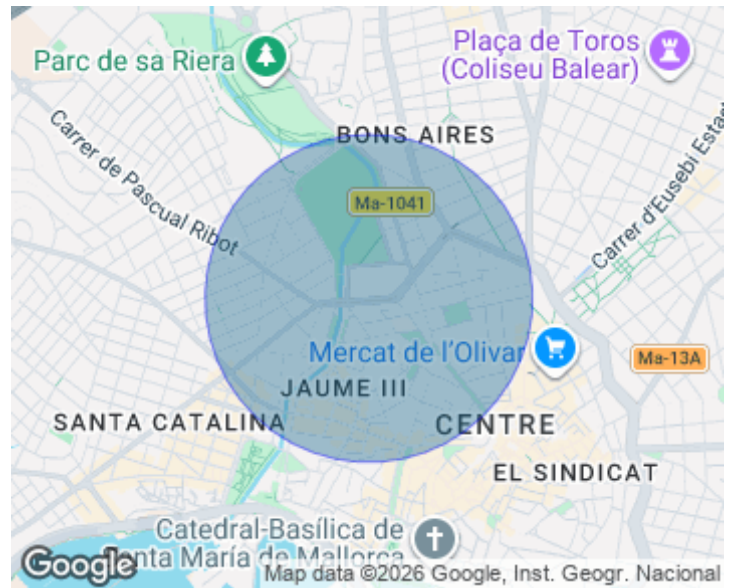 Parc de sa Riera
Plaça de Toros
(Coliseu Balear)
BONS AIRES
Carrer de Pascual Ribot
Ma-1041
Carrer d'Eusebi Estad
Mercat de l'Olivar
Ma-13A
JAUME III
SANTA CATALINA
CENTRE
EL SINDICAT
Catedral-Basílica de
Santa María de Mallorca
Google
Map data ©2026 Google, Inst. Geogr. Nacional